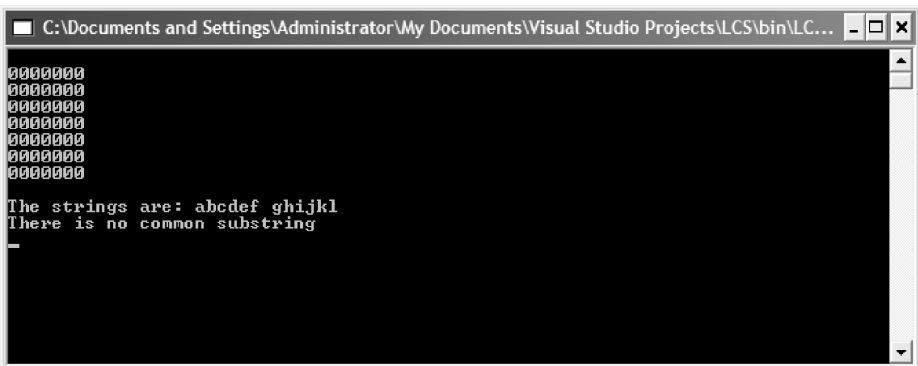 C:\Documents and Settings\Administrator\My Documents\Visual Studio Projects\LCS\bin\LC...
0000000
0000000
0000000
0000000
0000000
0000000
0000000
The strings are: abcdef ghijkl
There is no common substring